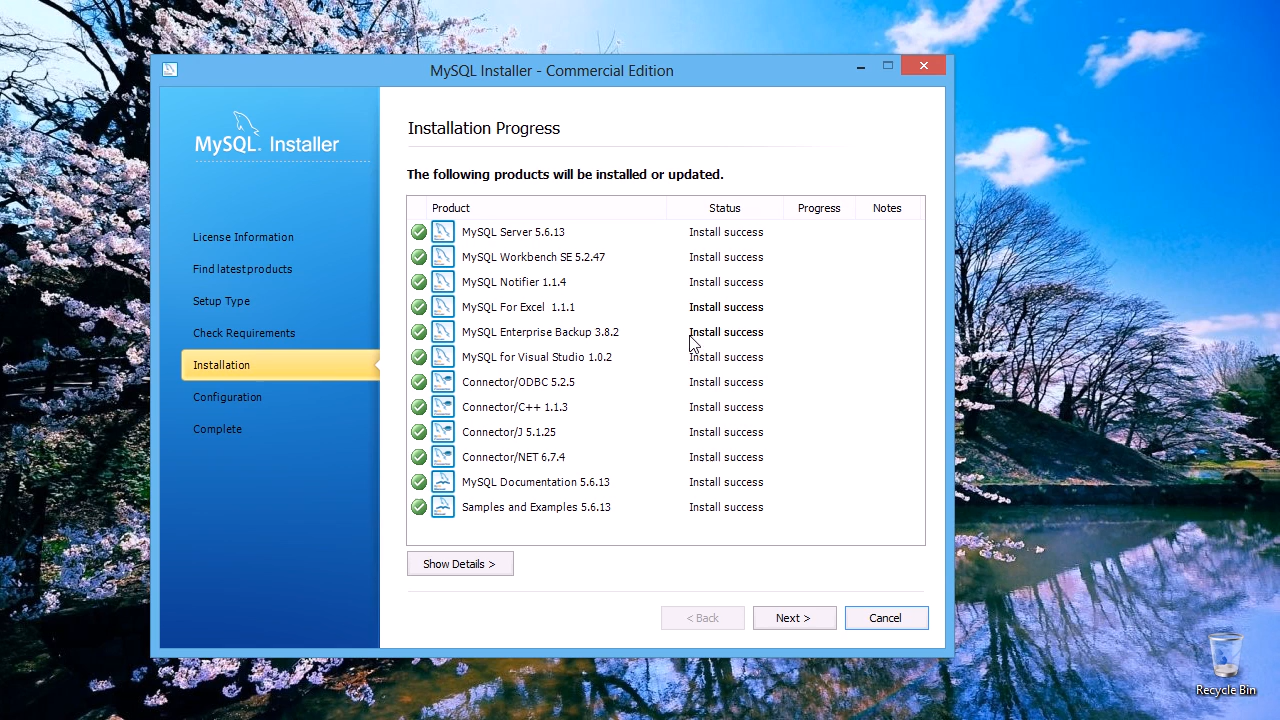 MySQL Installer - Commercial Edition
MySQL. Installer
License Information
Find latest products
Setup Type
Check Requirements
Installation
Configuration
Complete
Installation Progress
The following products will be installed or updated.
Product Status Progress Notes
MySQL Server 5.6.13 Install success
MySQL Workbench SE 5.2.47 Install success
MySQL Notifier 1.1.4 Install success
MySQL For Excel 1.1.1 Install success
MySQL Enterprise Backup 3.8.2 Install success
MySQL for Visual Studio 1.0.2 Install success
Connector/ODBC 5.2.5 Install success
Connector/C++ 1.1.3 Install success
Connector/J 5.1.25 Install success
Connector/NET 6.7.4 Install success
MySQL Documentation 5.6.13 Install success
Samples and Examples 5.6.13 Install success
Show Details >
< Back Next > Cancel
Recycle Bin